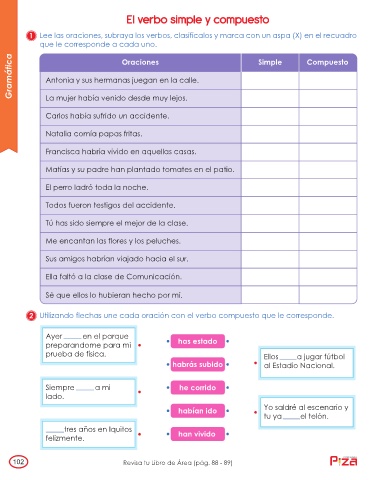 El verbo simple y compuesto
Gramática
1 Lee las oraciones, subraya los verbos, clasifícalos y marca con un aspa (X) en el recuadro
que le corresponde a cada uno.
Oraciones Simple Compuesto
Antonia y sus hermanas juegan en la calle.
La mujer había venido desde muy lejos.
Carlos había sufrido un accidente.
Natalia comía papas fritas.
Francisca habría vivido en aquellas casas.
Matías y su padre han plantado tomates en el patio.
El perro ladró toda la noche.
Todos fueron testigos del accidente.
Tú has sido siempre el mejor de la clase.
Me encantan las flores y los peluches.
Sus amigos habrían viajado hacia el sur.
Ella faltó a la clase de Comunicación.
Sé que ellos lo hubieran hecho por mí.
2 Utilizando flechas une cada oración con el verbo compuesto que le corresponde.
Ayer _____ en el parque
preparándome para mi
prueba de física.
Siempre _____ a mi
lado.
_____ tres años en Iquitos
felizmente.
has estado
habrás subido
he corrido
habían ido
han vivido
Ellos _____ a jugar fútbol
al Estadio Nacional.
Yo saldré al escenario y
tu ya _____ el telón.
102
Revisa tu Libro de Área (pág. 88 - 89)